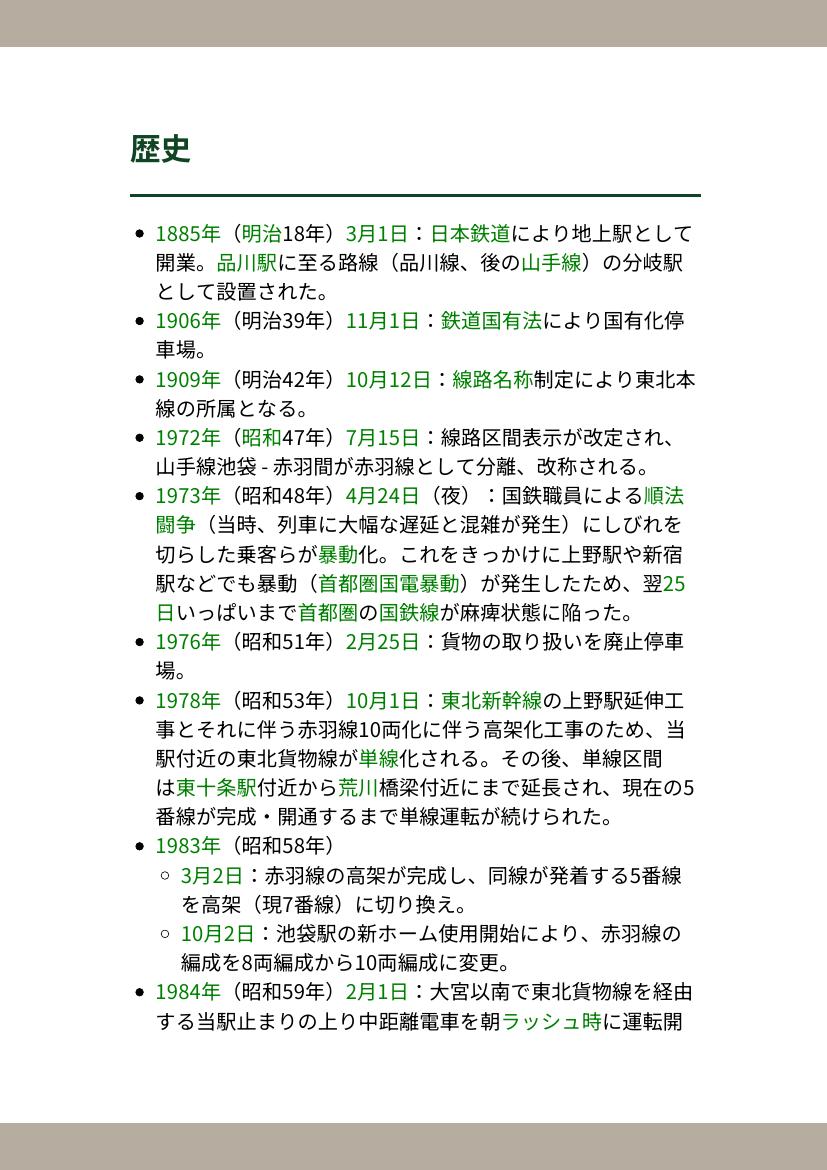 歴史
• 1885年（明治18年）3月1日：日本鉄道により地上駅として
開業。品川駅に至る路線（品川線、後の山手線）の分岐駅
として設置された。
• 1906年（明治39年）11月1日：鉄道国有法により国有化停
車場。
• 1909年（明治42年）10月12日：線路名称制定により東北本
線の所属となる。
• 1972年（昭和47年）7月15日：線路区間表示が改定され、
山手線池袋 - 赤羽間が赤羽線として分離、改称される。
• 1973年（昭和48年）4月24日（夜）：国鉄職員による順法
闘争（当時、列車に大幅な遅延と混雑が発生）にしびれを
切らした乗客らが暴動化。これをきっかけに上野駅や新宿
駅などでも暴動（首都圏国電暴動）が発生したため、翌25
日いっぱいまで首都圏の国鉄線が麻痺状態に陥った。
• 1976年（昭和51年）2月25日：貨物の取り扱いを廃止停車
場。
• 1978年（昭和53年）10月1日：東北新幹線の上野駅延伸工
事とそれに伴う赤羽線10両化に伴う高架化工事のため、当
駅付近の東北貨物線が単線化される。その後、単線区間
は東十条駅付近から荒川橋梁付近にまで延長され、現在の5
番線が完成・開通するまで単線運転が続けられた。
• 1983年（昭和58年）
◦ 3月2日：赤羽線の高架が完成し、同線が発着する5番線
を高架（現7番線）に切り換え。
◦ 10月2日：池袋駅の新ホーム使用開始により、赤羽線の
編成を8両編成から10両編成に変更。
• 1984年（昭和59年）2月1日：大宮以南で東北貨物線を経由
する当駅止まりの上り中距離電車を朝ラッシュ時に運転開